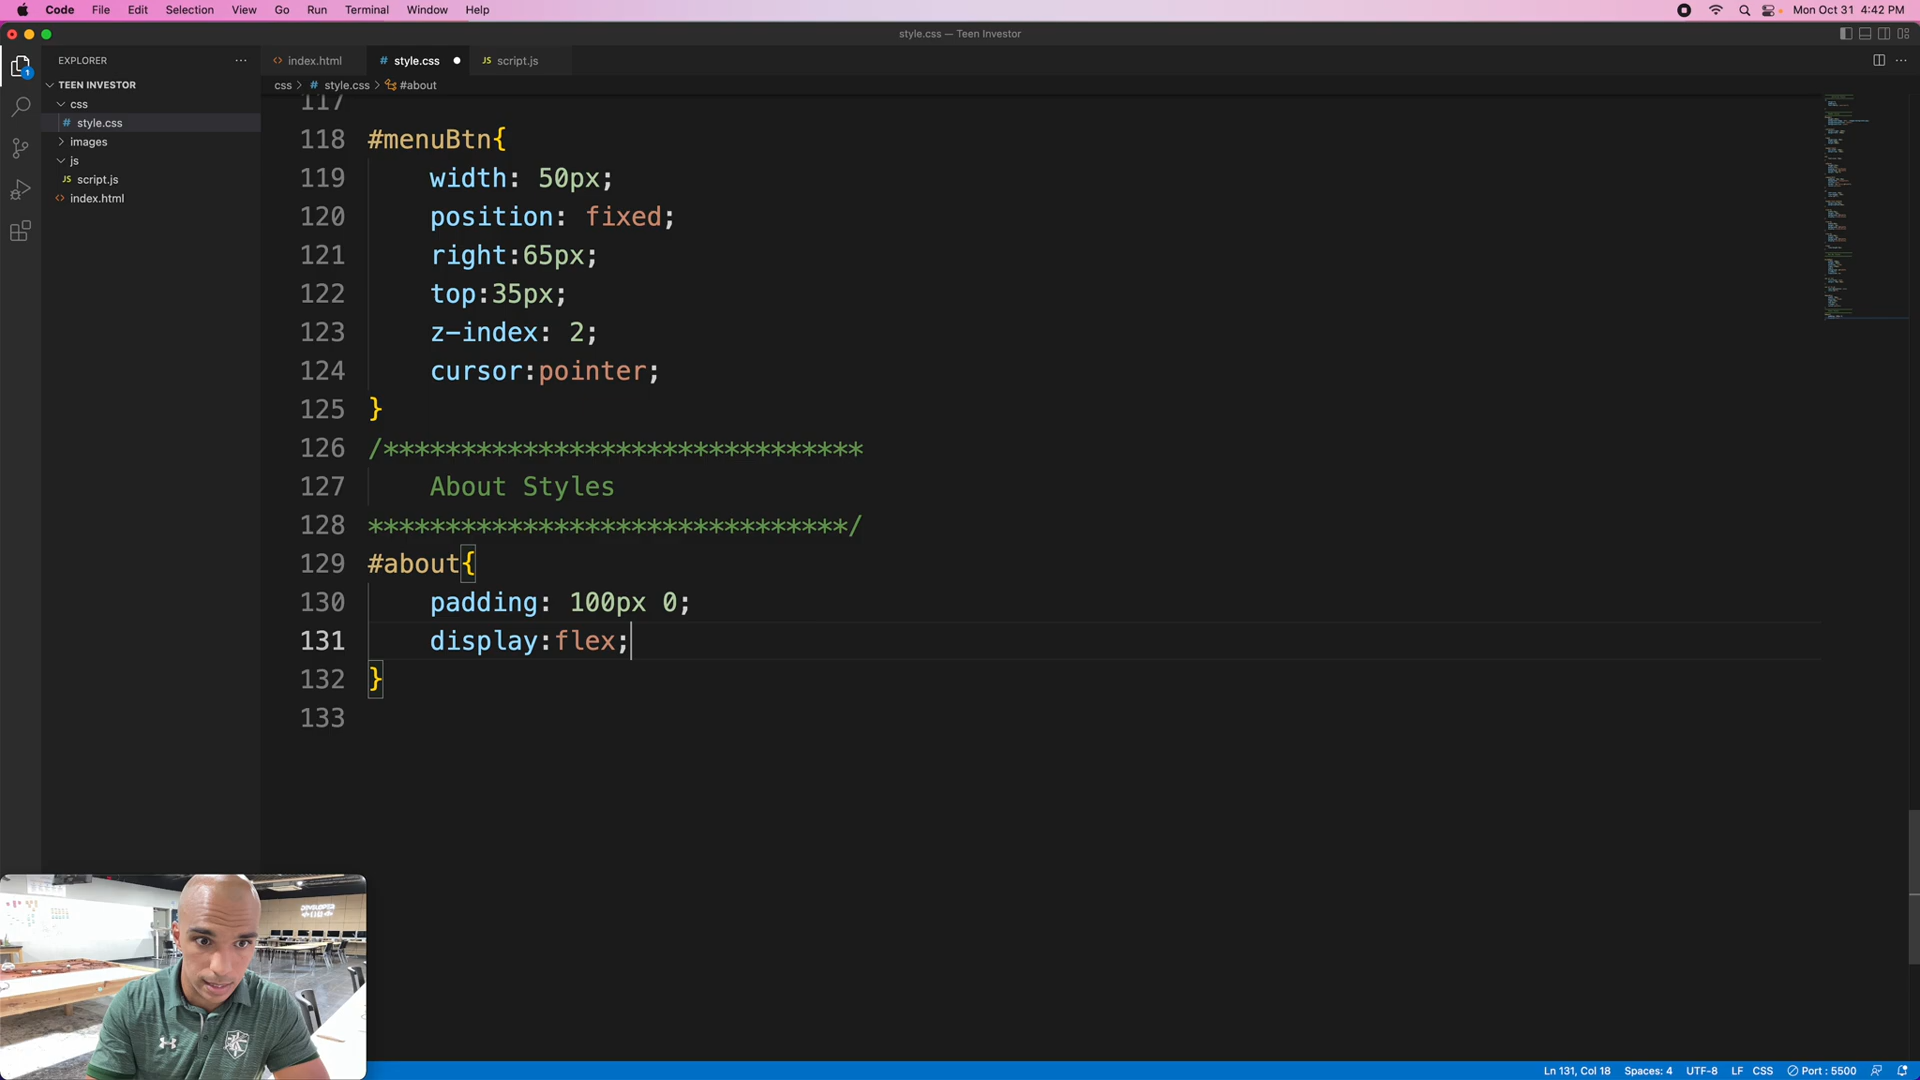 Code File Edit Selection View Go Run Terminal Window Help Mon Oct 31 4:42 PM
style.css — Teen Investor
EXPLORER
index.html
style.css
script.js
TEEN INVESTOR
css
style.css
images
js
script.js
index.html
css > style.css > #about
117
118 #menuBtn{
119 width: 50px;
120 position: fixed;
121 right:65px;
122 top:35px;
123 z-index: 2;
124 cursor:pointer;
125 }
126 /*******************************
127 About Styles
128 *******************************/
129 #about{
130 padding: 100px 0;
131 display:flex;
132 }
133
DEVELOPER
Ln 131, Col 18 Spaces: 4 UTF-8 LF CSS Port : 5500